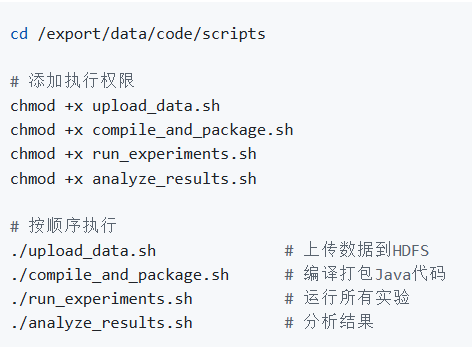 cd /export/data/code/scripts
# 添加执行权限
chmod +x upload_data.sh
chmod +x compile_and_package.sh
chmod +x run_experiments.sh
chmod +x analyze_results.sh
# 按顺序执行
./upload_data.sh # 上传数据到HDFS
./compile_and_package.sh # 编译打包Java代码
./run_experiments.sh # 运行所有实验
./analyze_results.sh # 分析结果